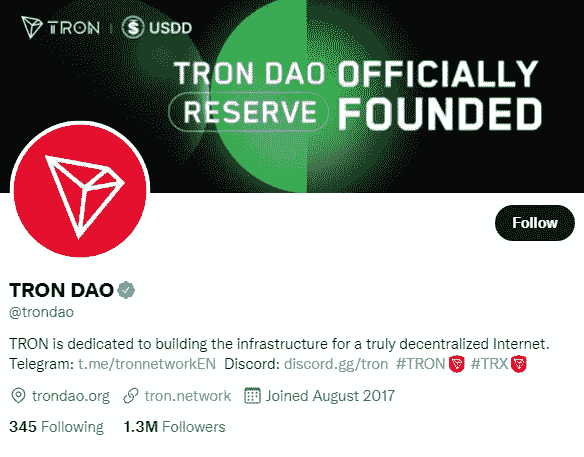 TRON | USDD
TRON DAO OFFICIALLY
RESERVE FOUNDED
Follow
TRON DAO
@trondao
TRON is dedicated to building the infrastructure for a truly decentralized Internet.
Telegram: t.me/tronnetworkEN Discord: discord.gg/tron #TRON #TRX
trondao.org tron.network Joined August 2017
345 Following 1.3M Followers